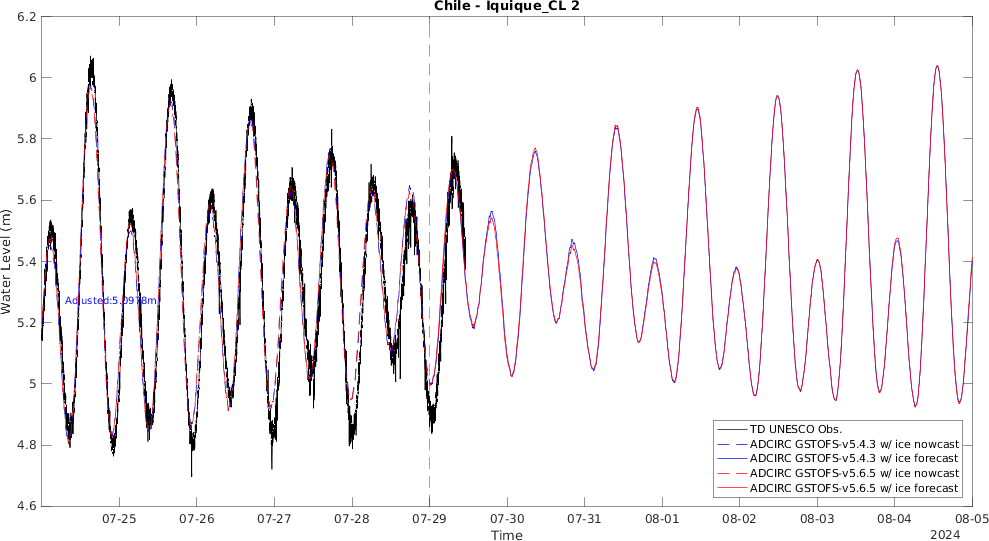 Chile - Iquique_CL 2
6.2
6
5.8
5.6
5.4
5.2
5
4.8
4.6
Water Level (m)
Adjusted:5.0978m
TD UNESCO Obs.
ADCIRC GSTOFS-v5.4.3 w/ ice nowcast
ADCIRC GSTOFS-v5.4.3 w/ ice forecast
ADCIRC GSTOFS-v5.6.5 w/ ice nowcast
ADCIRC GSTOFS-v5.6.5 w/ ice forecast
07-25 07-26 07-27 07-28 07-29 07-30 07-31 08-01 08-02 08-03 08-04 08-05
Time
2024